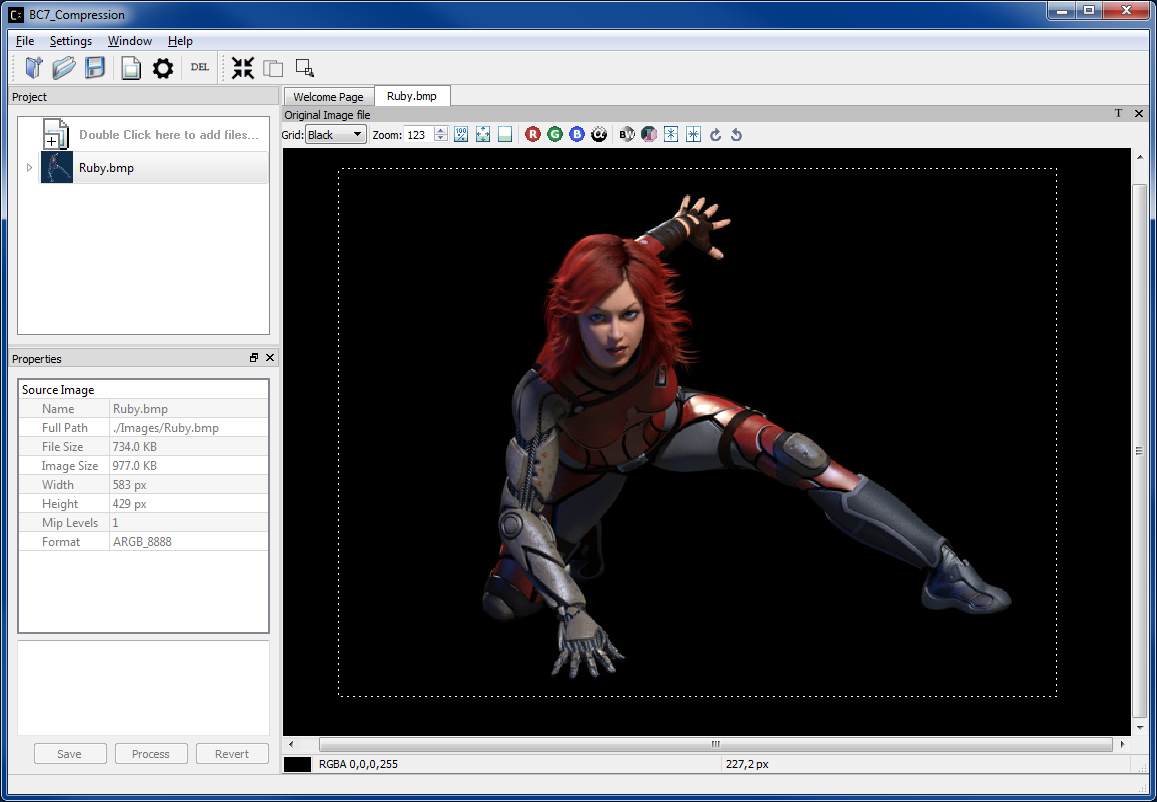 BC7_Compression
File Settings Window Help
DEL
Project
Double Click here to add files...
Ruby.bmp
Properties
Source Image
Name Ruby.bmp
Full Path ./Images/Ruby.bmp
File Size 734.0 KB
Image Size 977.0 KB
Width 583 px
Height 429 px
Mip Levels 1
Format ARGB_8888
Save Process Revert
Welcome Page Ruby.bmp
Original Image file
Grid: Black Zoom: 123 100 R G B α BW
RGBA 0,0,0,255 227,2 px